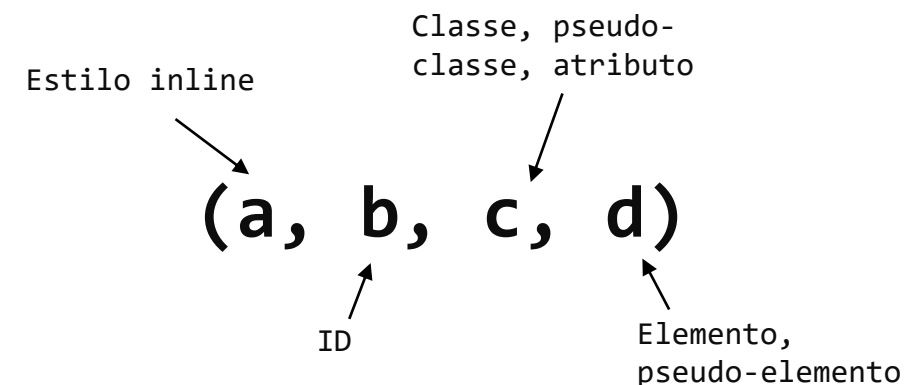 Classe, pseudo-
classe, atributo
Estilo inline
(a, b, c, d)
ID
Elemento,
pseudo-elemento